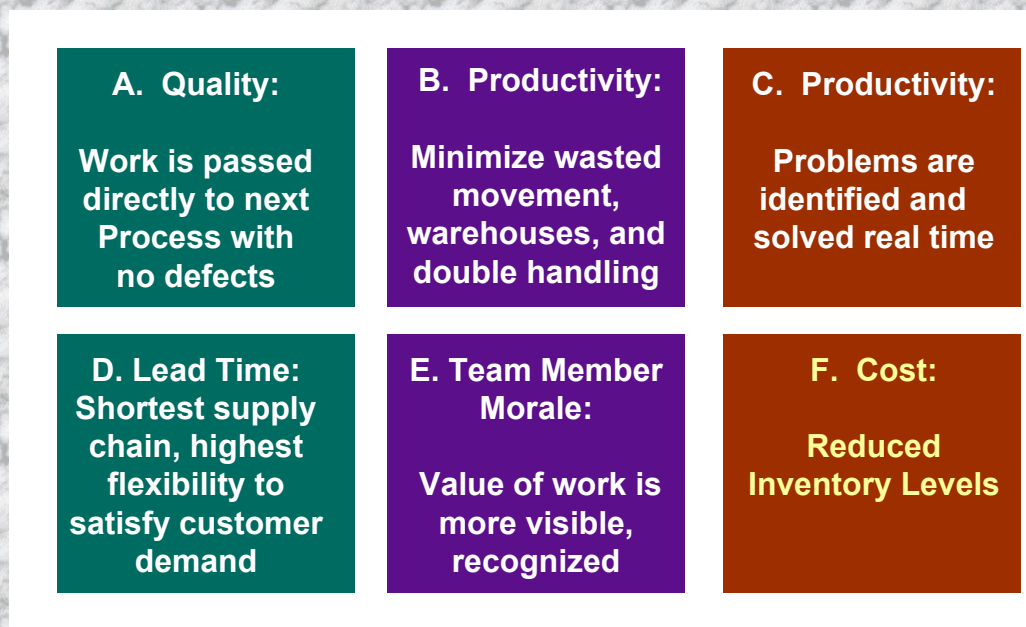 A. Quality:
Work is passed
directly to next
Process with
no defects
B. Productivity:
Minimize wasted
movement,
warehouses, and
double handling
C. Productivity:
Problems are
identified and
solved real time
D. Lead Time:
Shortest supply
chain, highest
flexibility to
satisfy customer
demand
E. Team Member
Morale:
Value of work is
more visible,
recognized
F. Cost:
Reduced
Inventory Levels